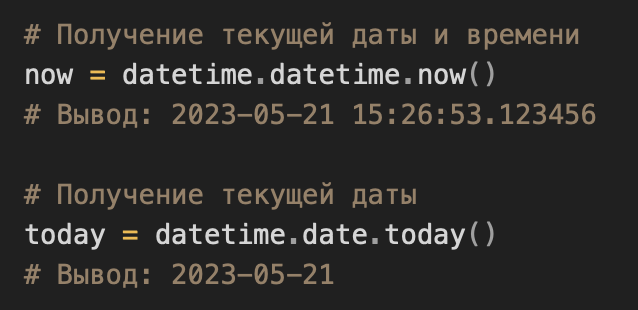 # Получение текущей даты и времени
now = datetime.datetime.now()
# Вывод: 2023-05-21 15:26:53.123456
# Получение текущей даты
today = datetime.date.today()
# Вывод: 2023-05-21